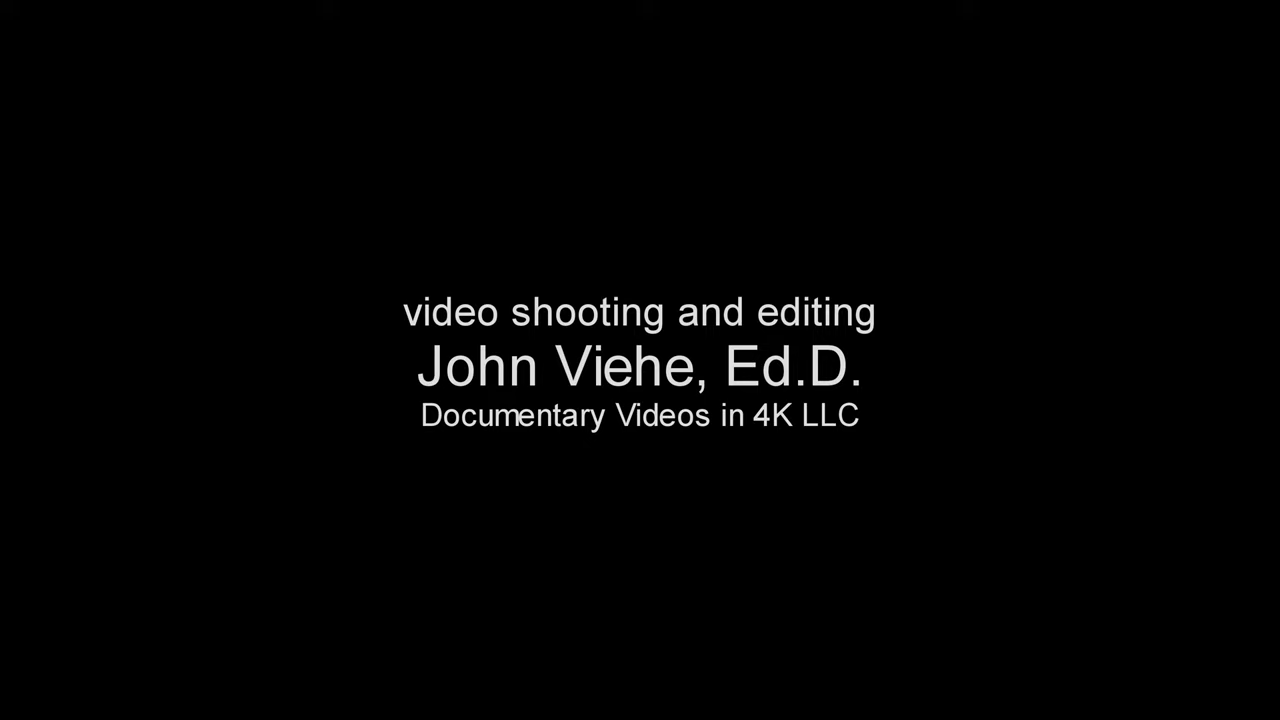 video shooting and editing
John Viehe, Ed.D.
Documentary Videos in 4K LLC